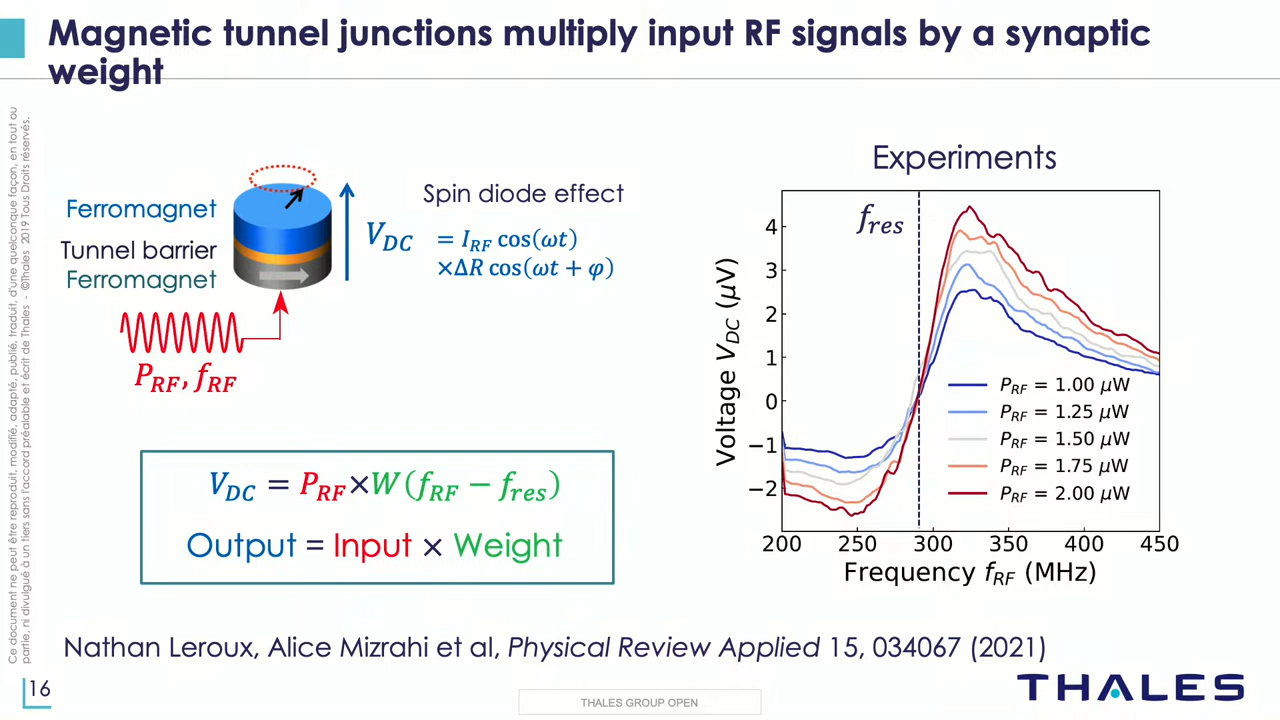 Magnetic tunnel junctions multiply input RF signals by a synaptic
weight
Ce document ne peut être reproduit, modifié, adapté, publié, traduit, d'une quelconque façon, en tout ou
partie, ni divulgué à un tiers sans l'accord préalable et écrit de Thales - ©Thales 2019 Tous Droits réservés.
Ferromagnet
Tunnel barrier
Ferromagnet
P_RF, f_RF
V_DC
Spin diode effect
= I_RF cos(ωt)
×ΔR cos(ωt + φ)
V_DC = P_RF×W(f_RF − f_res)
Output = Input × Weight
Experiments
f_res
Voltage V_DC (μV)
4
3
2
1
0
−1
−2
P_RF = 1.00 μW
P_RF = 1.25 μW
P_RF = 1.50 μW
P_RF = 1.75 μW
P_RF = 2.00 μW
200 250 300 350 400 450
Frequency f_RF (MHz)
Nathan Leroux, Alice Mizrahi et al, Physical Review Applied 15, 034067 (2021)
16
THALES GROUP OPEN
THALES